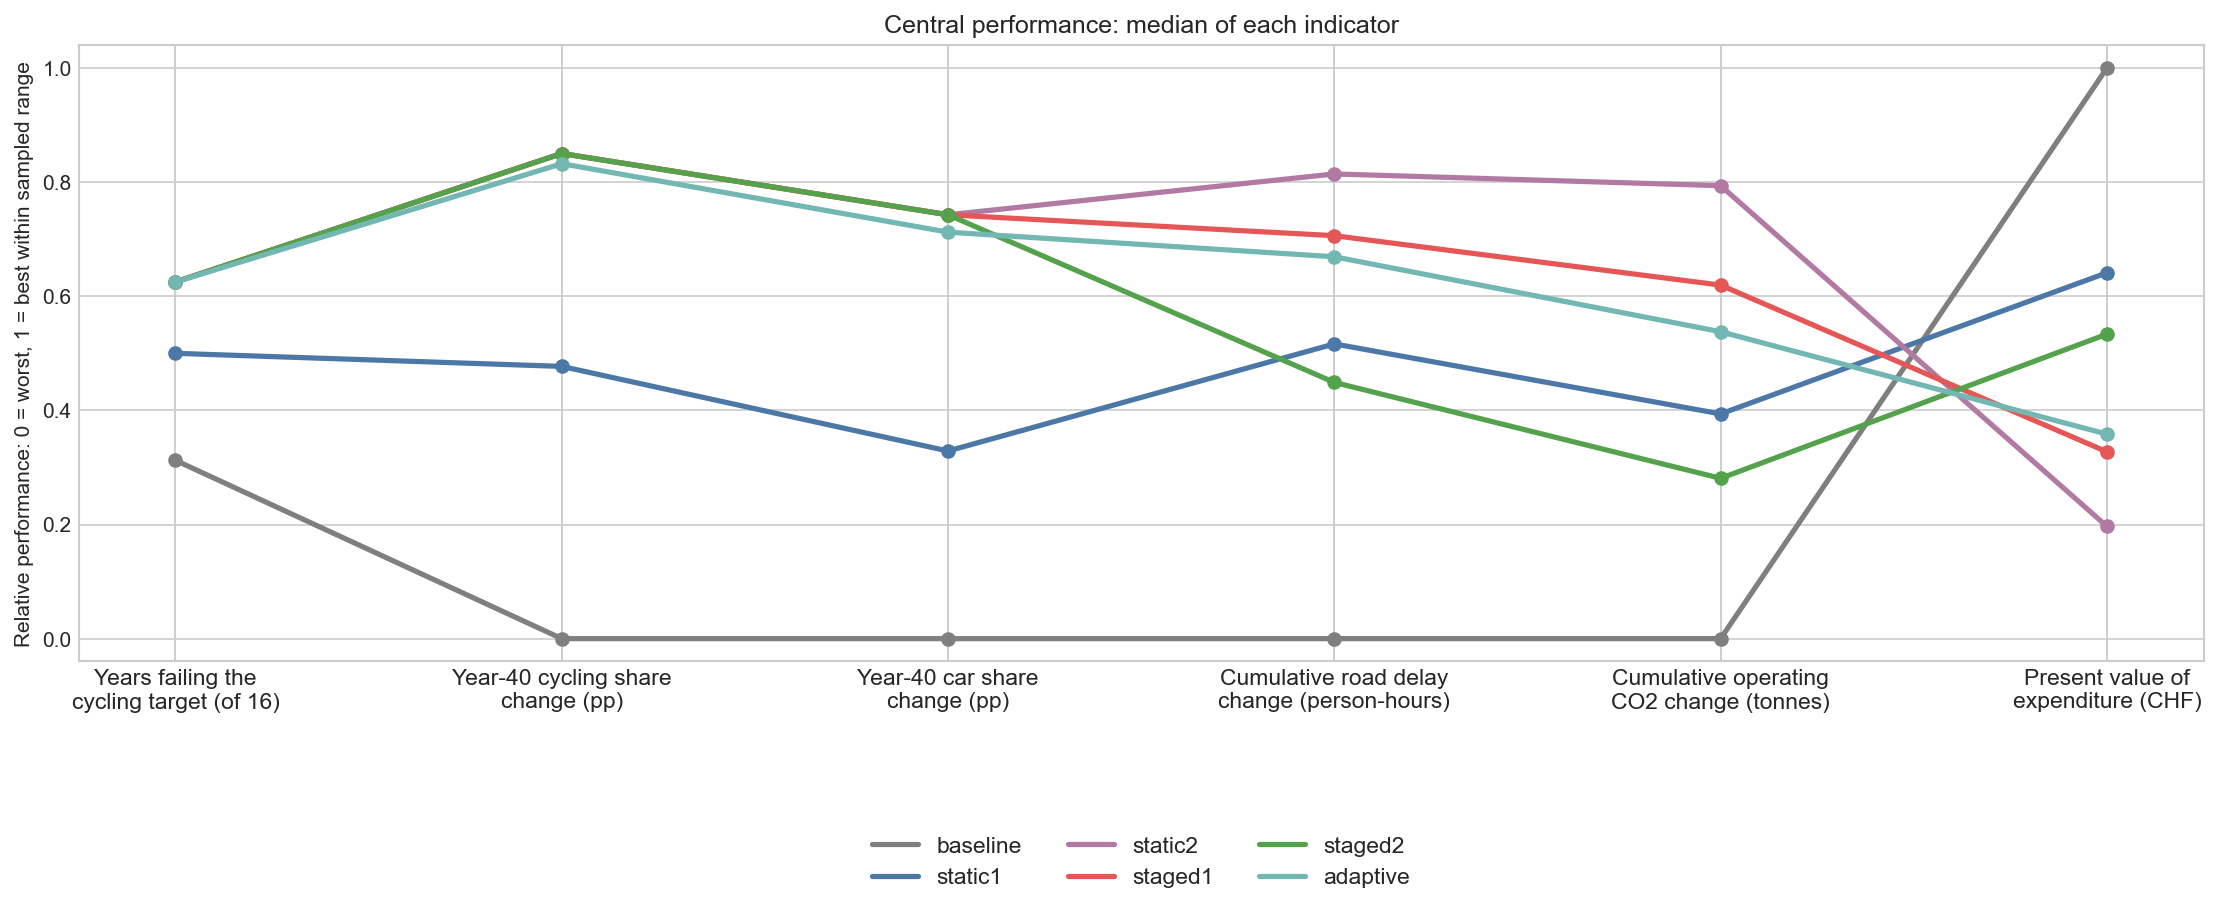 Central performance: median of each indicator
Relative performance: 0 = worst, 1 = best within sampled range
1.0
0.8
0.6
0.4
0.2
0.0
Years failing the
cycling target (of 16)
Year-40 cycling share
change (pp)
Year-40 car share
change (pp)
Cumulative road delay
change (person-hours)
Cumulative operating
CO2 change (tonnes)
Present value of
expenditure (CHF)
baseline
static1
static2
staged1
staged2
adaptive